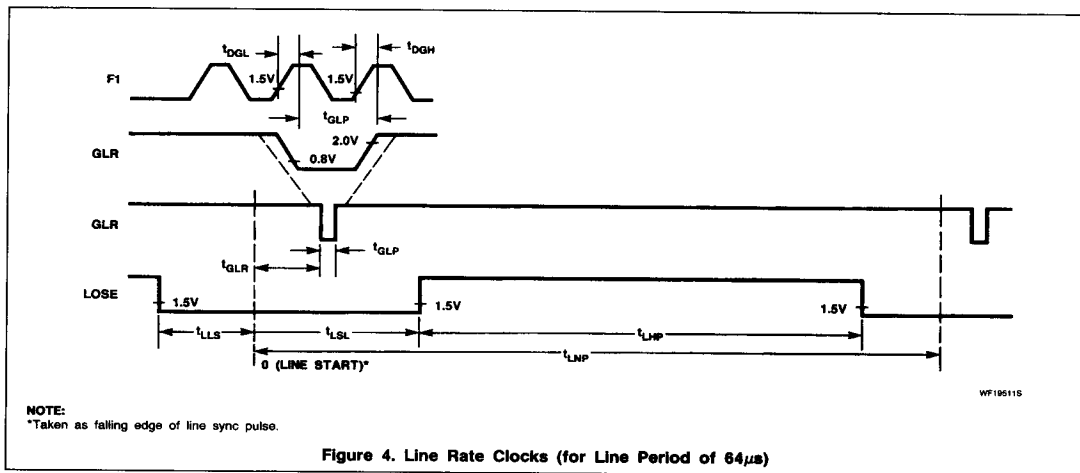 tDGL
tDGH
F1
1.5V
1.5V
tGLP
GLR
2.0V
0.8V
GLR
tGLP
tGLR
LOSE
1.5V
1.5V
1.5V
tLLS
tLSL
tLHP
tLNP
0 (LINE START)*
WF19511S
NOTE:
*Taken as falling edge of line sync pulse.
Figure 4. Line Rate Clocks (for Line Period of 64μs)